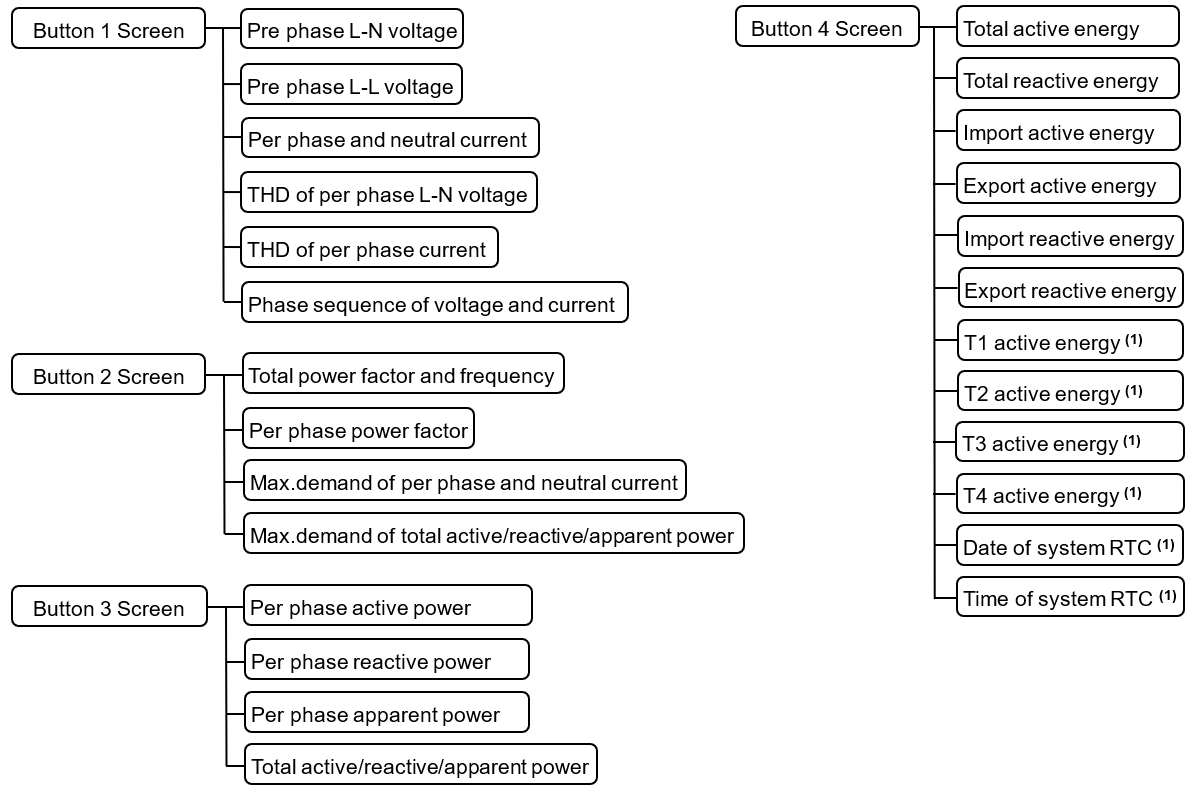 Button 1 Screen
Pre phase L-N voltage
Pre phase L-L voltage
Per phase and neutral current
THD of per phase L-N voltage
THD of per phase current
Phase sequence of voltage and current
Button 2 Screen
Total power factor and frequency
Per phase power factor
Max.demand of per phase and neutral current
Max.demand of total active/reactive/apparent power
Button 3 Screen
Per phase active power
Per phase reactive power
Per phase apparent power
Total active/reactive/apparent power
Button 4 Screen
Total active energy
Total reactive energy
Import active energy
Export active energy
Import reactive energy
Export reactive energy
T1 active energy (1)
T2 active energy (1)
T3 active energy (1)
T4 active energy (1)
Date of system RTC (1)
Time of system RTC (1)